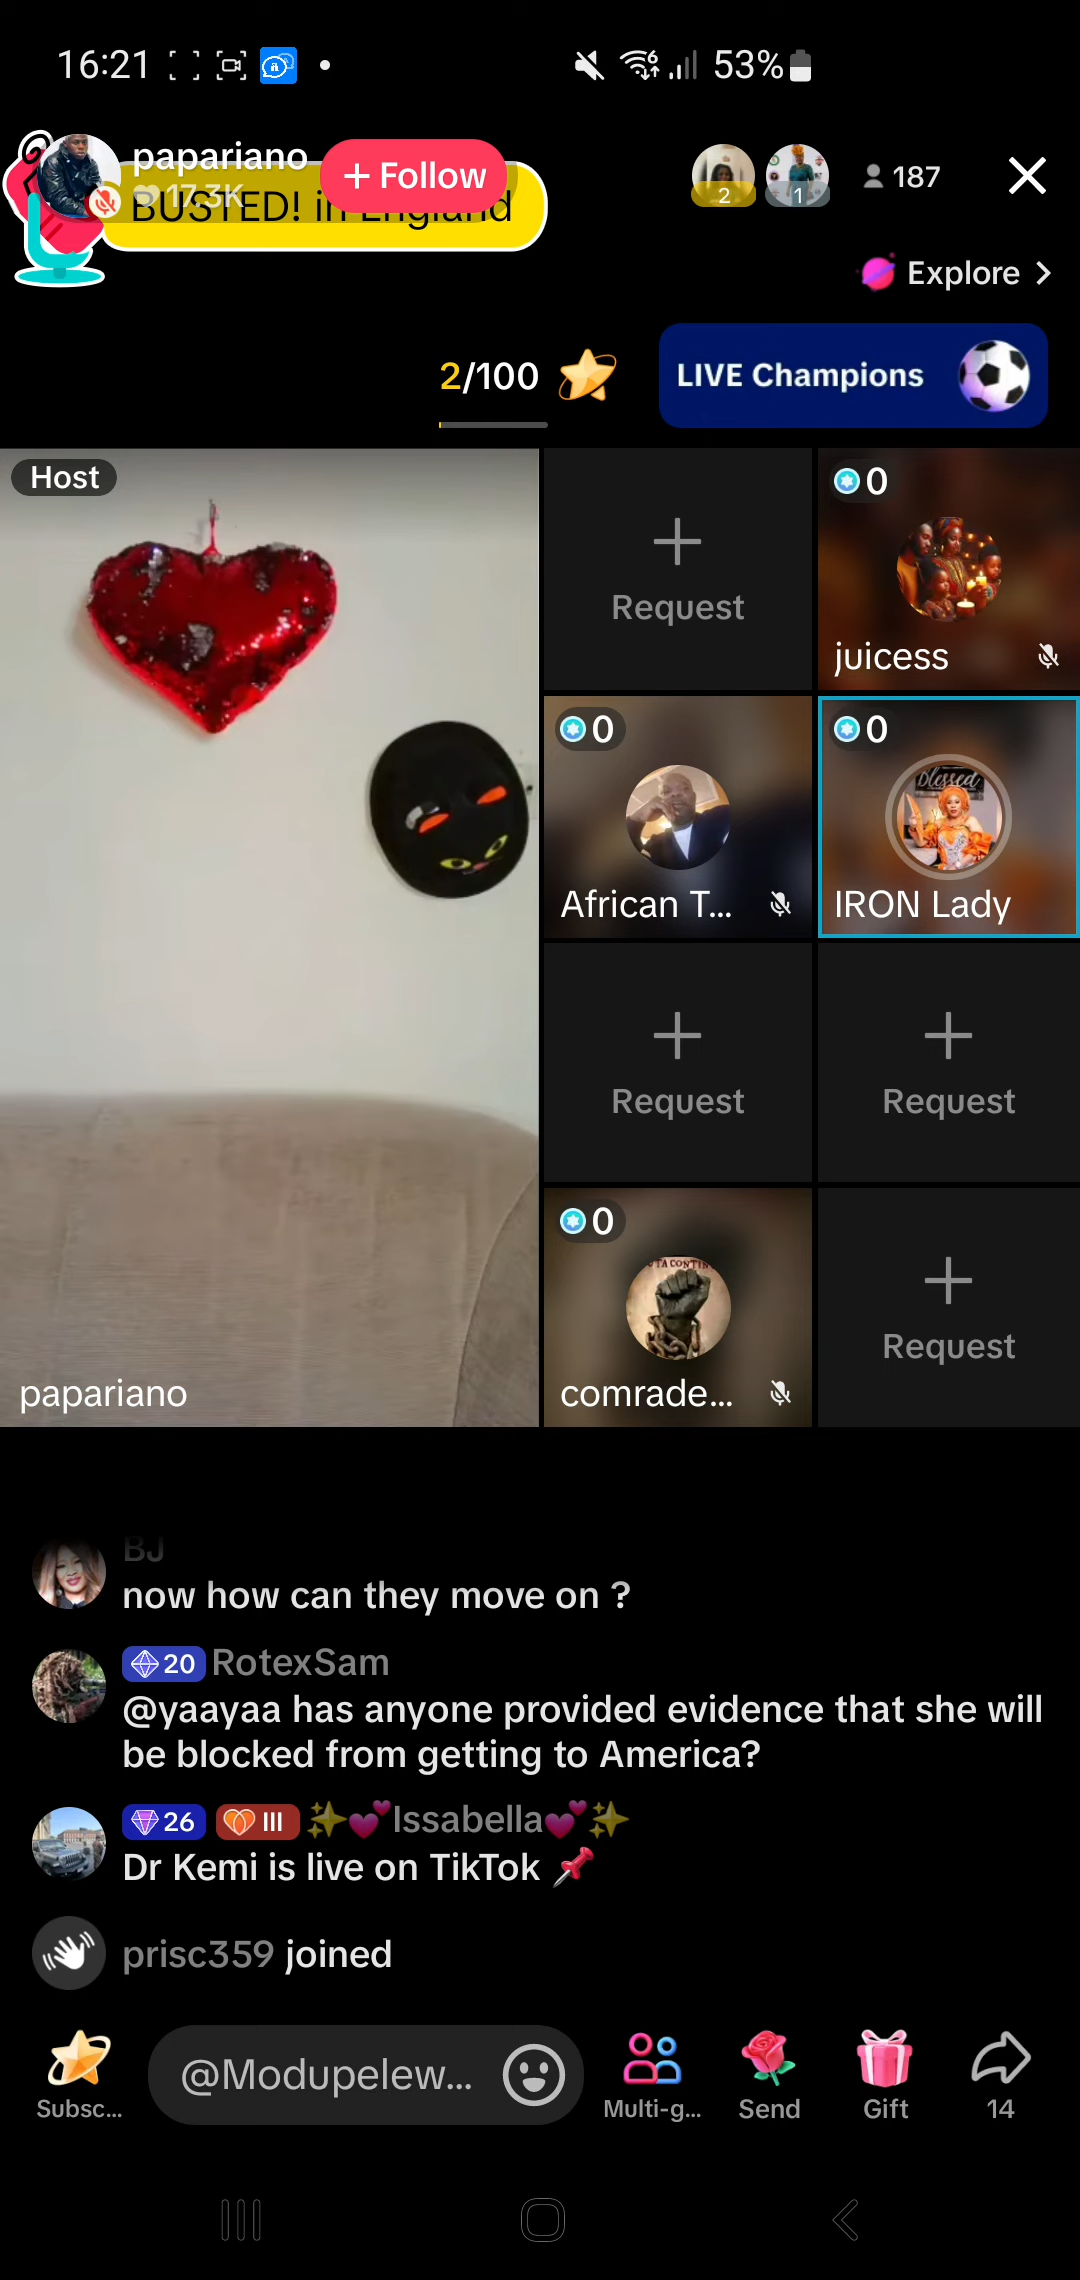 16:21
53%
papariano
+ Follow
17.3K
BUSTED! in England
2
1
187
Explore
2/100
LIVE Champions
Host
Request
0
juicess
0
African T...
0
Blessed
IRON Lady
Request
Request
0
comrade...
Request
papariano
BJ
now how can they move on ?
20 RotexSam
@yaayaa has anyone provided evidence that she will
be blocked from getting to America?
26 III ✨💕Issabella💕✨
Dr Kemi is live on TikTok 📌
prisc359 joined
@Modupelew...
Subsc...
Multi-g...
Send
Gift
14